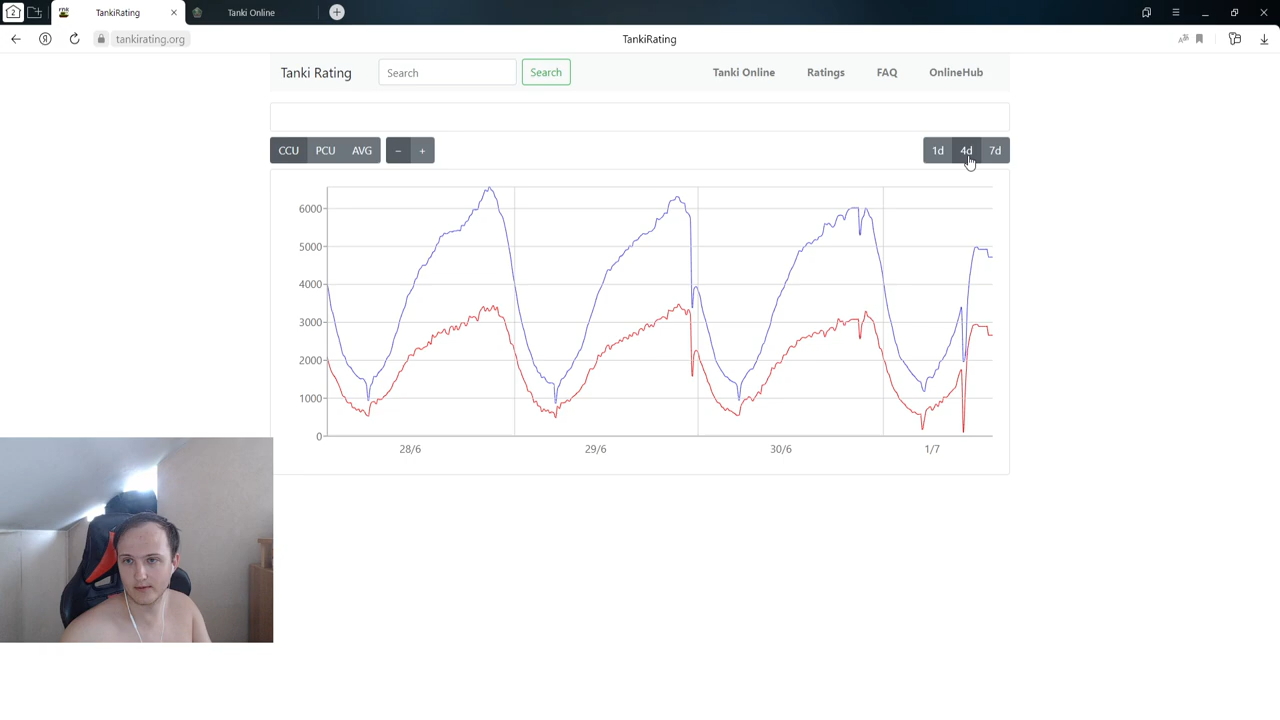 2
TankiRating
Tanki Online
Я
tankirating.org
TankiRating
Tanki Rating
Search
Search
Tanki Online
Ratings
FAQ
OnlineHub
CCU
PCU
AVG
−
+
1d
4d
7d
6000
5000
4000
3000
2000
1000
0
28/6
29/6
30/6
1/7